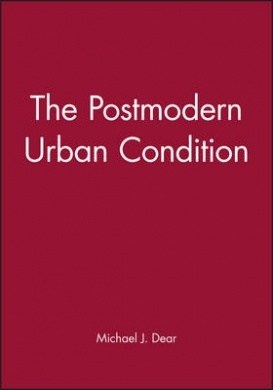 The Postmodern
Urban Condition
Michael J. Dear